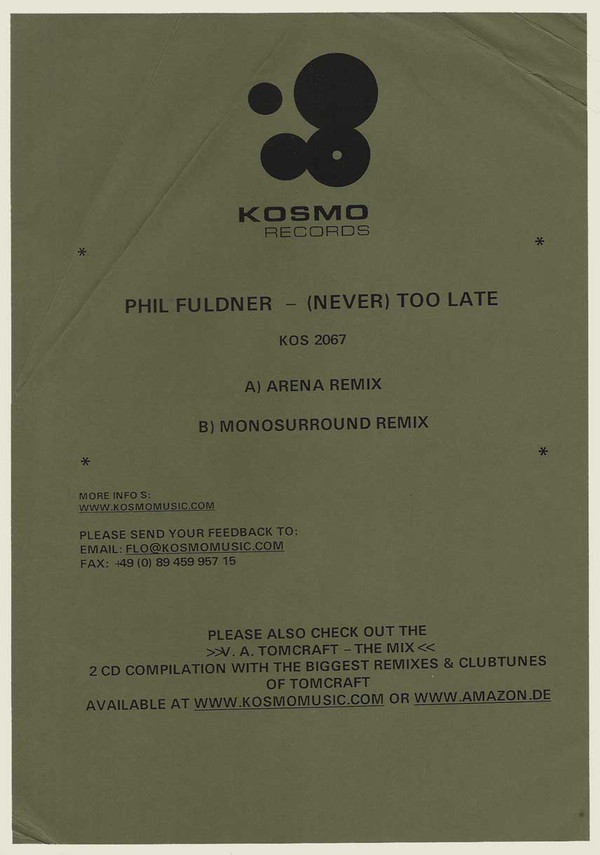 KOSMO
RECORDS
* *
PHIL FULDNER – (NEVER) TOO LATE
KOS 2067
A) ARENA REMIX
B) MONOSURROUND REMIX
* *
MORE INFO S:
WWW.KOSMOMUSIC.COM
PLEASE SEND YOUR FEEDBACK TO:
EMAIL: FLO@KOSMOMUSIC.COM
FAX: +49 (0) 89 459 957 15
PLEASE ALSO CHECK OUT THE
>>V. A. TOMCRAFT – THE MIX <<
2 CD COMPILATION WITH THE BIGGEST REMIXES & CLUBTUNES
OF TOMCRAFT
AVAILABLE AT WWW.KOSMOMUSIC.COM OR WWW.AMAZON.DE